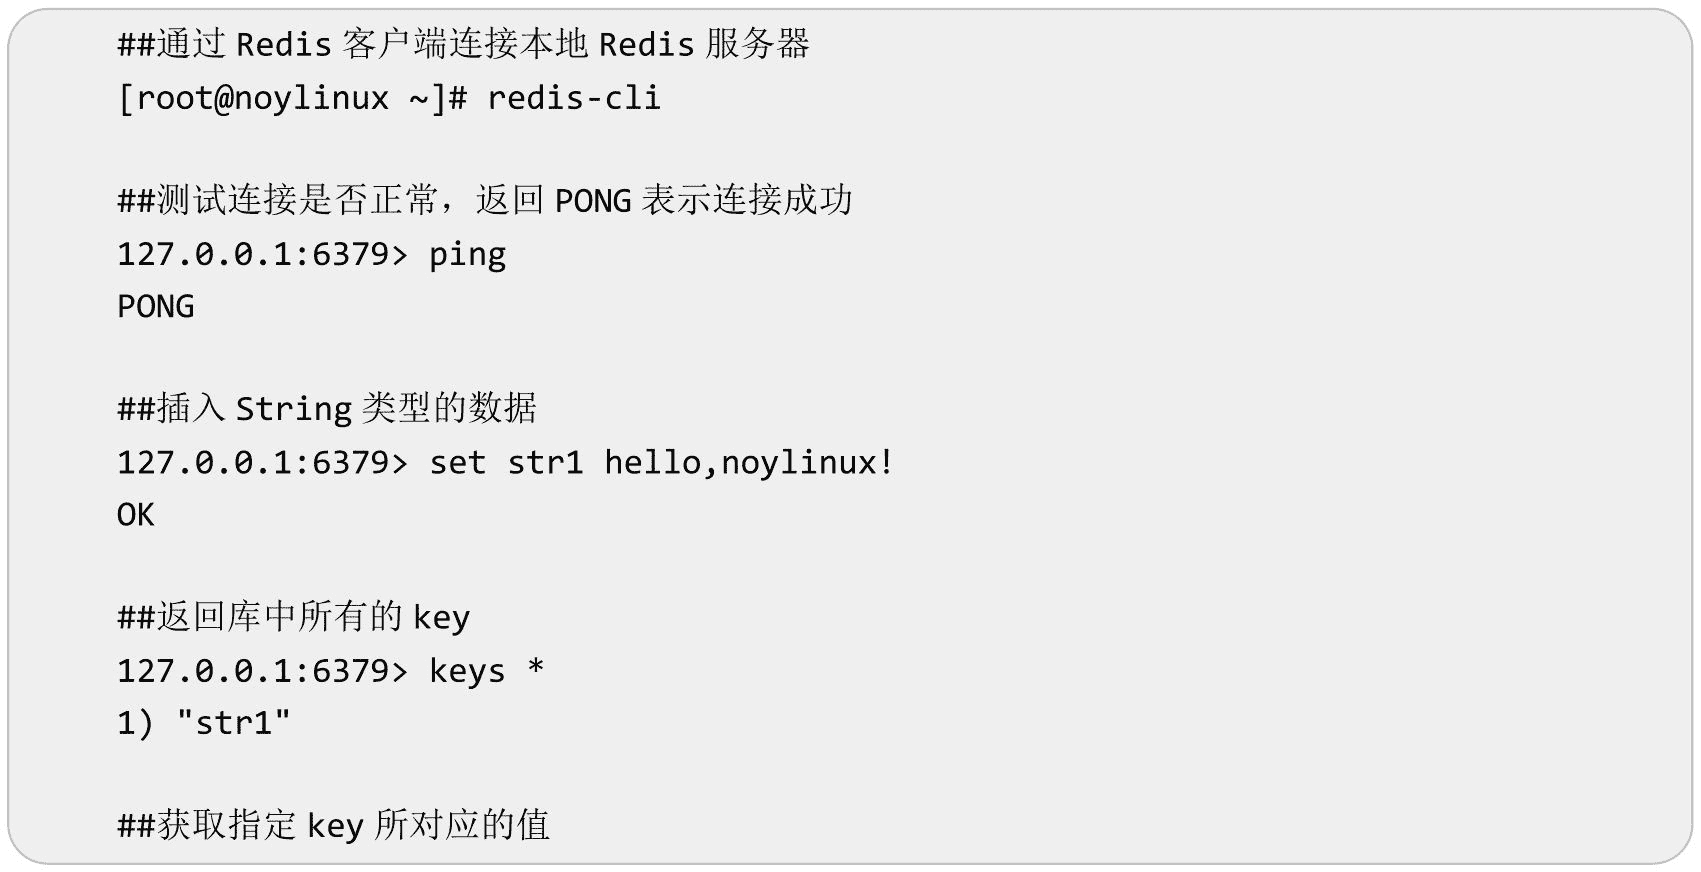 ##通过 Redis 客户端连接本地 Redis 服务器
[root@noylinux ~]# redis-cli
##测试连接是否正常，返回 PONG 表示连接成功
127.0.0.1:6379> ping
PONG
##插入 String 类型的数据
127.0.0.1:6379> set str1 hello,noylinux!
OK
##返回库中所有的 key
127.0.0.1:6379> keys *
1) "str1"
##获取指定 key 所对应的值